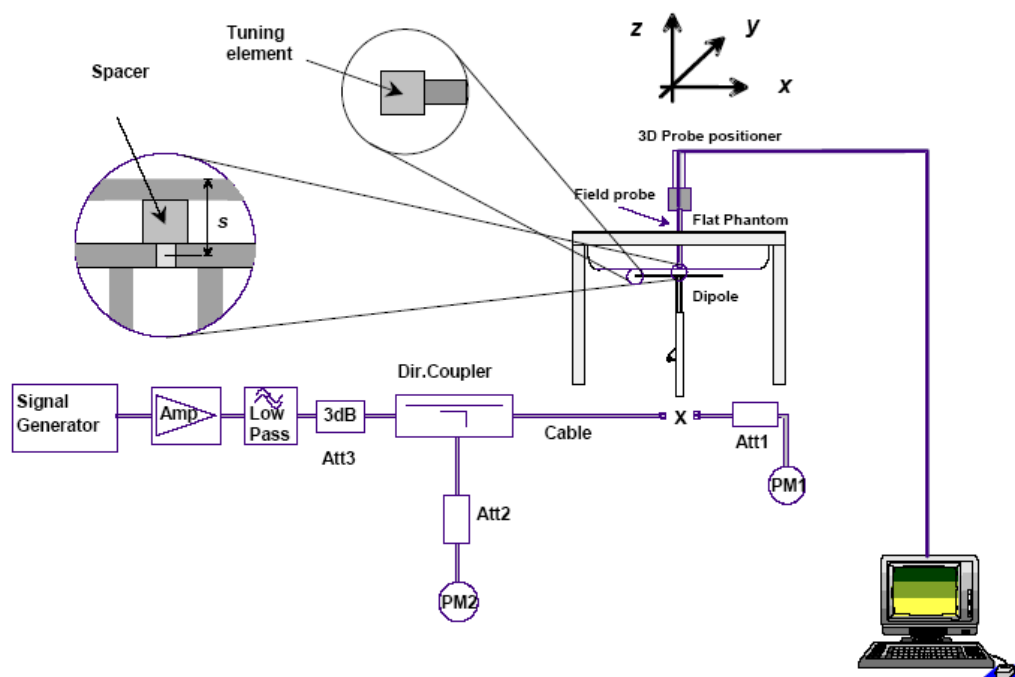 Tuning
element
Spacer
s
z
y
x
3D Probe positioner
Field probe
Flat Phantom
Dipole
Dir.Coupler
Signal
Generator
Amp
Low
Pass
3dB
Att3
Cable
X
Att1
PM1
Att2
PM2